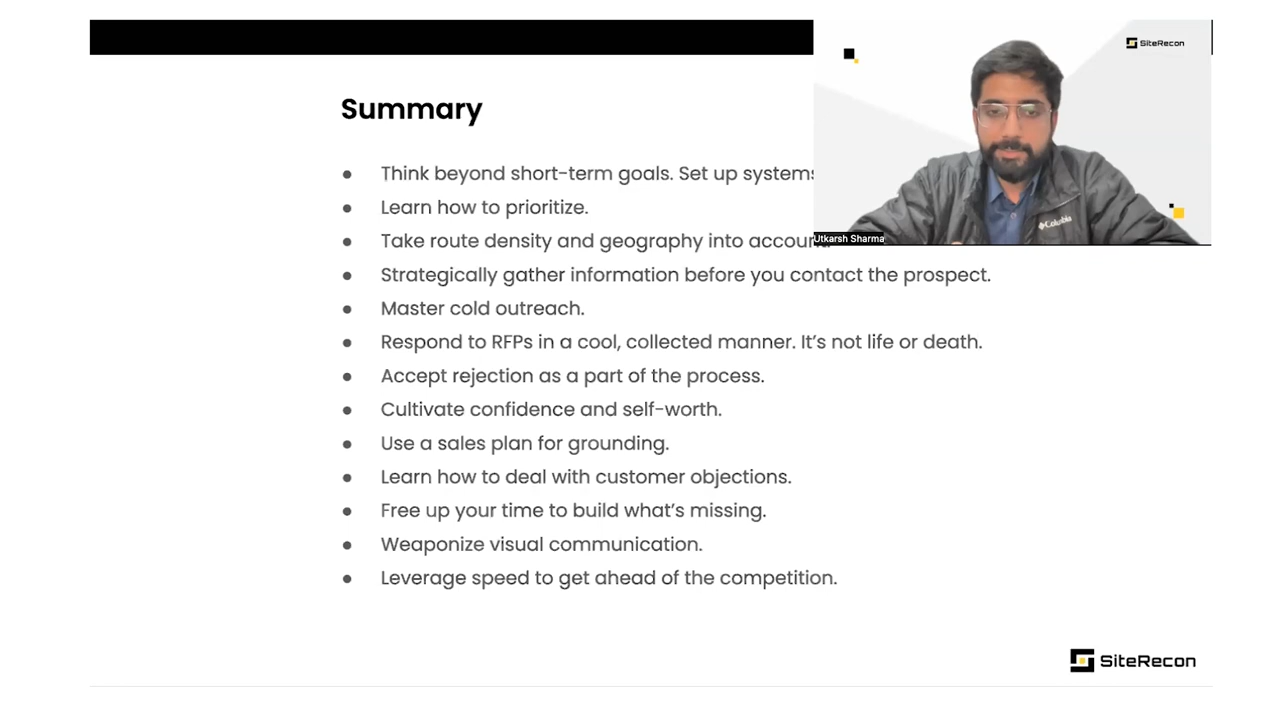 SiteRecon
Summary
● Think beyond short-term goals. Set up systems
● Learn how to prioritize.
● Take route density and geography into account.
● Strategically gather information before you contact the prospect.
● Master cold outreach.
● Respond to RFPs in a cool, collected manner. It’s not life or death.
● Accept rejection as a part of the process.
● Cultivate confidence and self-worth.
● Use a sales plan for grounding.
● Learn how to deal with customer objections.
● Free up your time to build what’s missing.
● Weaponize visual communication.
● Leverage speed to get ahead of the competition.
Columbia
Utkarsh Sharma
SiteRecon